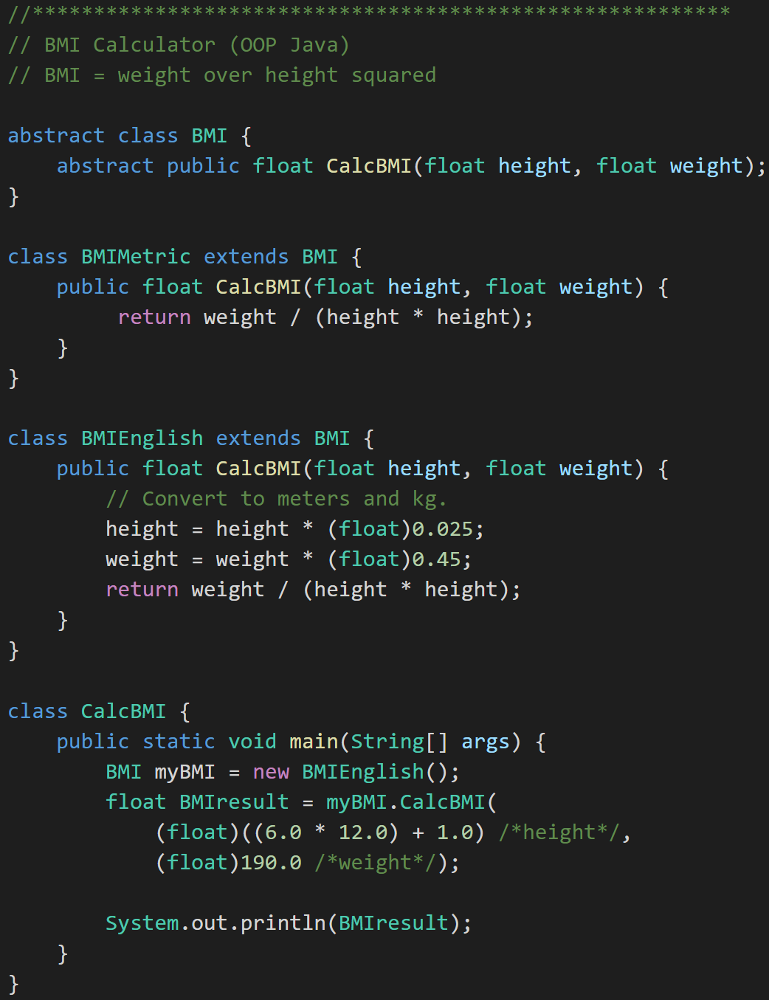 //*********************************************************
// BMI Calculator (OOP Java)
// BMI = weight over height squared

abstract class BMI {
    abstract public float CalcBMI(float height, float weight);
}

class BMIMetric extends BMI {
    public float CalcBMI(float height, float weight) {
         return weight / (height * height);
    }
}

class BMIEnglish extends BMI {
    public float CalcBMI(float height, float weight) {
        // Convert to meters and kg.
        height = height * (float)0.025;
        weight = weight * (float)0.45;
        return weight / (height * height);
    }
}

class CalcBMI {
    public static void main(String[] args) {
        BMI myBMI = new BMIEnglish();
        float BMIresult = myBMI.CalcBMI(
            (float)((6.0 * 12.0) + 1.0) /*height*/,
            (float)190.0 /*weight*/);

        System.out.println(BMIresult);
    }
}